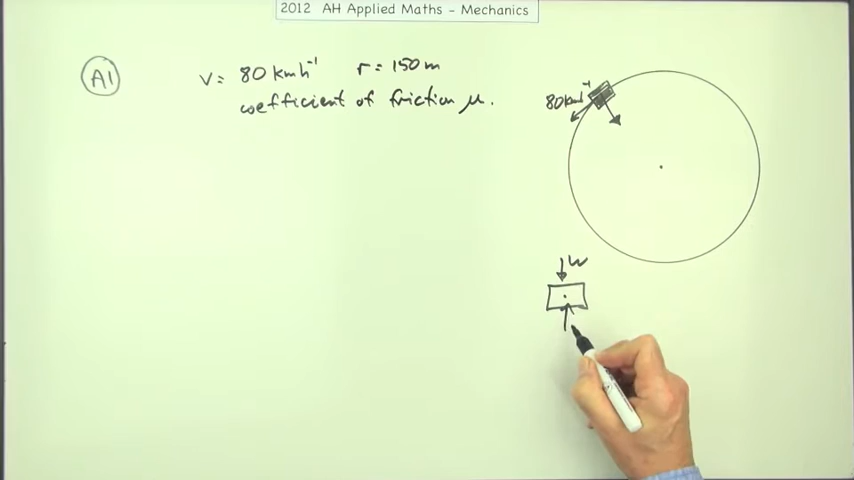 2012 AH Applied Maths - Mechanics
A1 v = 80 kmh⁻¹ r = 150 m
coefficient of friction μ.
80kmh⁻¹
W